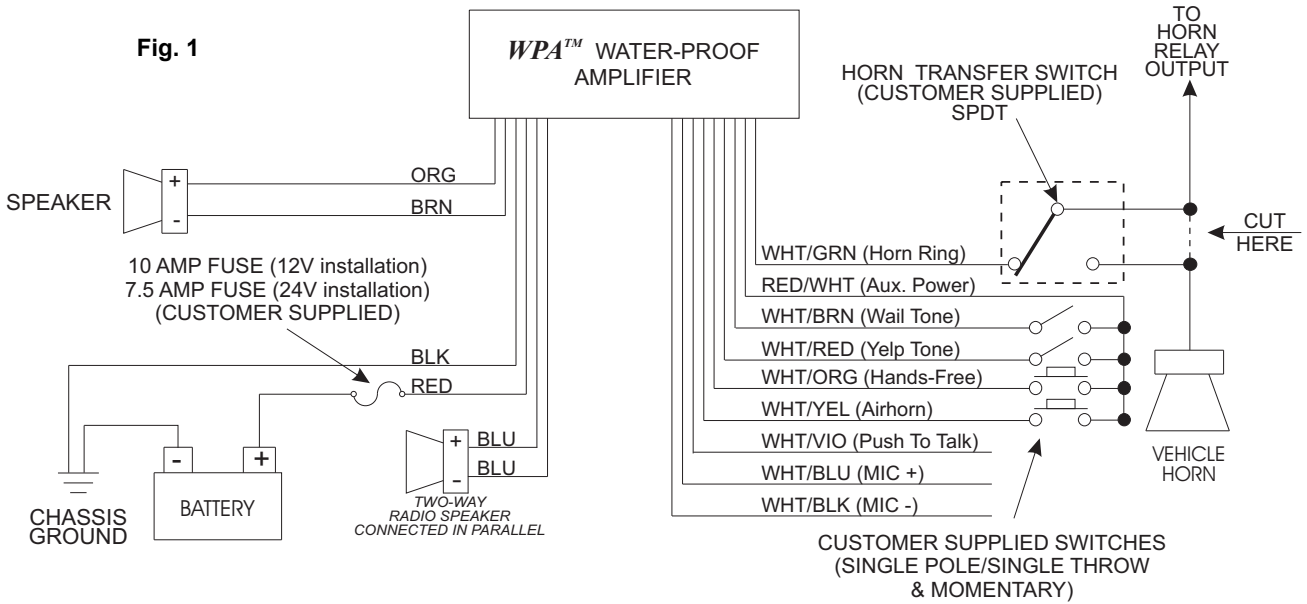 Fig. 1
WPA™ WATER-PROOF
AMPLIFIER
TO
HORN
RELAY
OUTPUT
HORN TRANSFER SWITCH
(CUSTOMER SUPPLIED)
SPDT
CUT
HERE
SPEAKER
+
-
ORG
BRN
10 AMP FUSE (12V installation)
7.5 AMP FUSE (24V installation)
(CUSTOMER SUPPLIED)
BLK
RED
-
+
BATTERY
CHASSIS
GROUND
+
-
BLU
BLU
TWO-WAY
RADIO SPEAKER
CONNECTED IN PARALLEL
WHT/GRN (Horn Ring)
RED/WHT (Aux. Power)
WHT/BRN (Wail Tone)
WHT/RED (Yelp Tone)
WHT/ORG (Hands-Free)
WHT/YEL (Airhorn)
WHT/VIO (Push To Talk)
WHT/BLU (MIC +)
WHT/BLK (MIC -)
VEHICLE
HORN
CUSTOMER SUPPLIED SWITCHES
(SINGLE POLE/SINGLE THROW
& MOMENTARY)